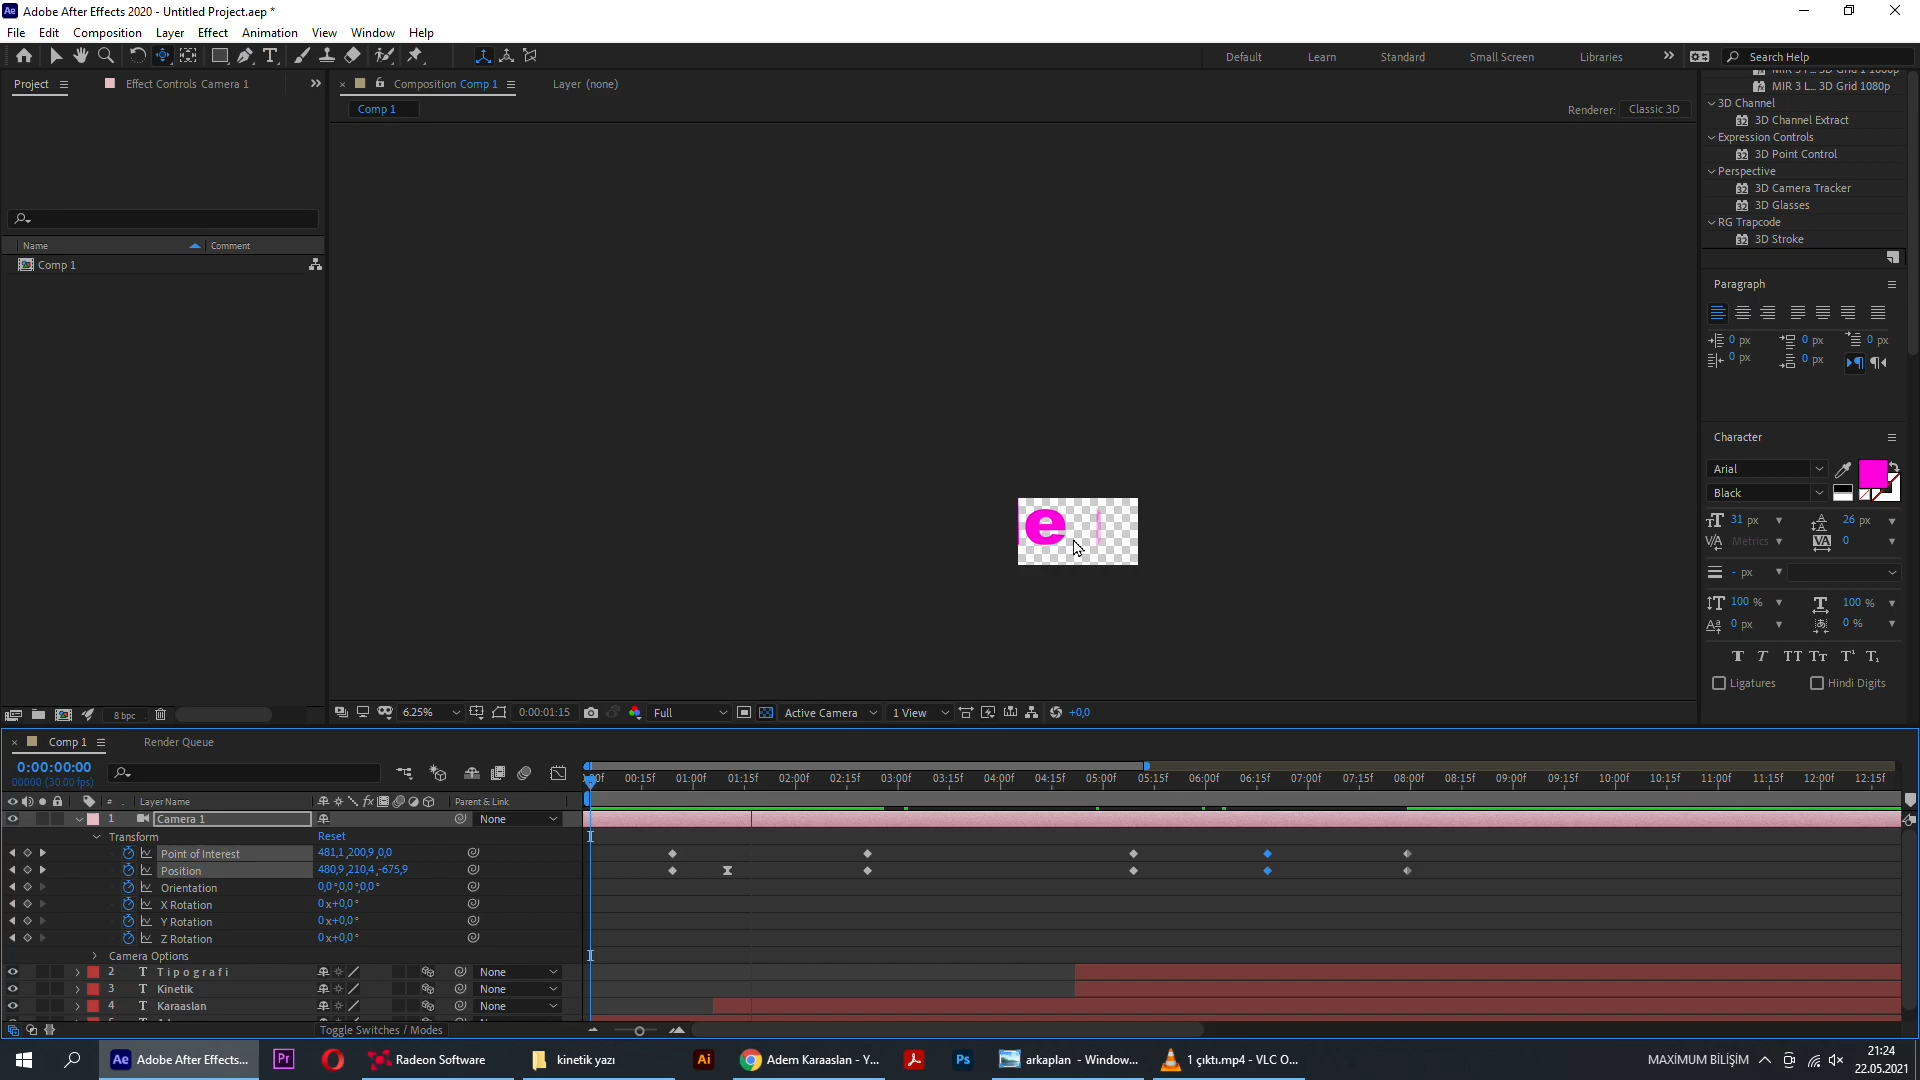 Adobe After Effects 2020 - Untitled Project.aep *
File Edit Composition Layer Effect Animation View Window Help
Default Learn Standard Small Screen Libraries Search Help
Project Effect Controls Camera 1 Composition Comp 1 Layer (none)
Comp 1 Renderer: Classic 3D
MIR 3 L... 3D Grid 1080p
3D Channel
3D Channel Extract
Expression Controls
3D Point Control
Perspective
3D Camera Tracker
3D Glasses
RG Trapcode
3D Stroke
Name Comment
Comp 1
Paragraph
0 px 0 px 0 px
0 px 0 px
Character
Arial
Black
31 px 26 px
Metrics 0
- px
100 % 100 %
0 px 0 %
T T TT Tт T¹ T₁
Ligatures Hindi Digits
e
8 bpc 6.25% 0:00:01:15 Full Active Camera 1 View +0,0
Comp 1 Render Queue
0:00:00:00
00000 (30.00 fps)
00f 00:15f 01:00f 01:15f 02:00f 02:15f 03:00f 03:15f 04:00f 04:15f 05:00f 05:15f 06:00f 06:15f 07:00f 07:15f 08:00f 08:15f 09:00f 09:15f 10:00f 10:15f 11:00f 11:15f 12:00f 12:15f
# Layer Name Parent & Link
1 Camera 1 None
Transform Reset
Point of Interest 481,1,200,9,0,0
Position 480,9,210,4,-675,9
Orientation 0,0°,0,0°,0,0°
X Rotation 0x+0,0°
Y Rotation 0x+0,0°
Z Rotation 0x+0,0°
Camera Options
2 T Tipografi None
3 T Kinetik None
4 T Karaaslan None
Toggle Switches / Modes
Ae Adobe After Effects... Pr Radeon Software kinetik yazı Ai Adem Karaaslan - Y... Ps arkaplan - Window... 1 çıktı.mp4 - VLC O... MAXİMUM BİLİŞİM 21:24
22.05.2021